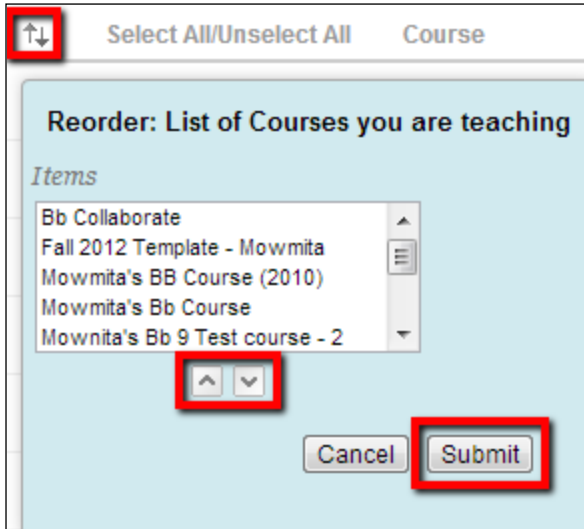 Select All/Unselect All Course
Reorder: List of Courses you are teaching
Items
Bb Collaborate
Fall 2012 Template - Mowmita
Mowmita's BB Course (2010)
Mowmita's Bb Course
Mownita's Bb 9 Test course - 2
Cancel Submit